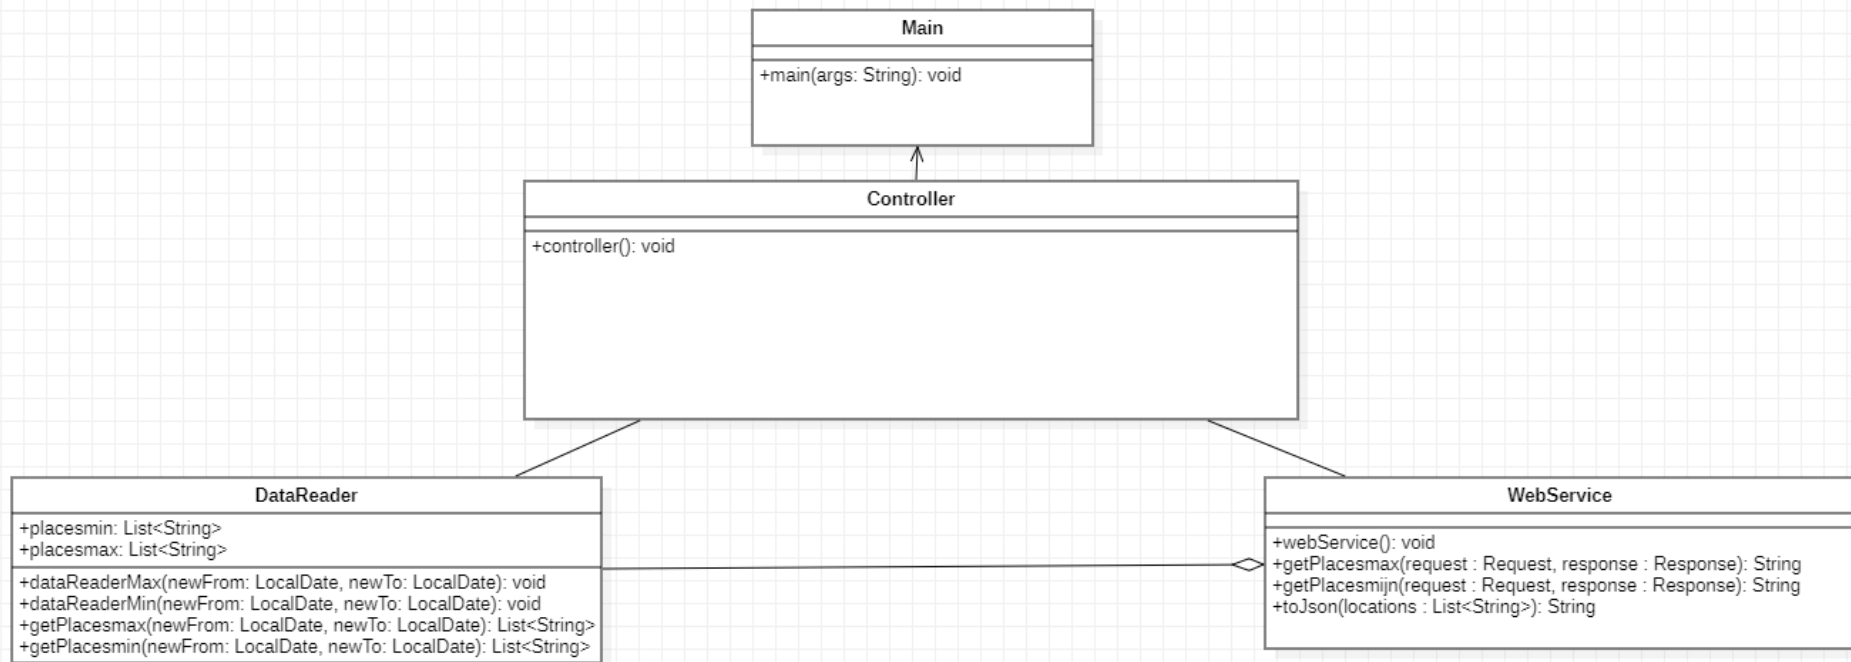 Main
+main(args: String): void
Controller
+controller(): void
DataReader
+placesmin: List<String>
+placesmax: List<String>
+dataReaderMax(newFrom: LocalDate, newTo: LocalDate): void
+dataReaderMin(newFrom: LocalDate, newTo: LocalDate): void
+getPlacesmax(newFrom: LocalDate, newTo: LocalDate): List<String>
+getPlacesmin(newFrom: LocalDate, newTo: LocalDate): List<String>
WebService
+webService(): void
+getPlacesmax(request : Request, response : Response): String
+getPlacesmijn(request : Request, response : Response): String
+toJson(locations : List<String>): String